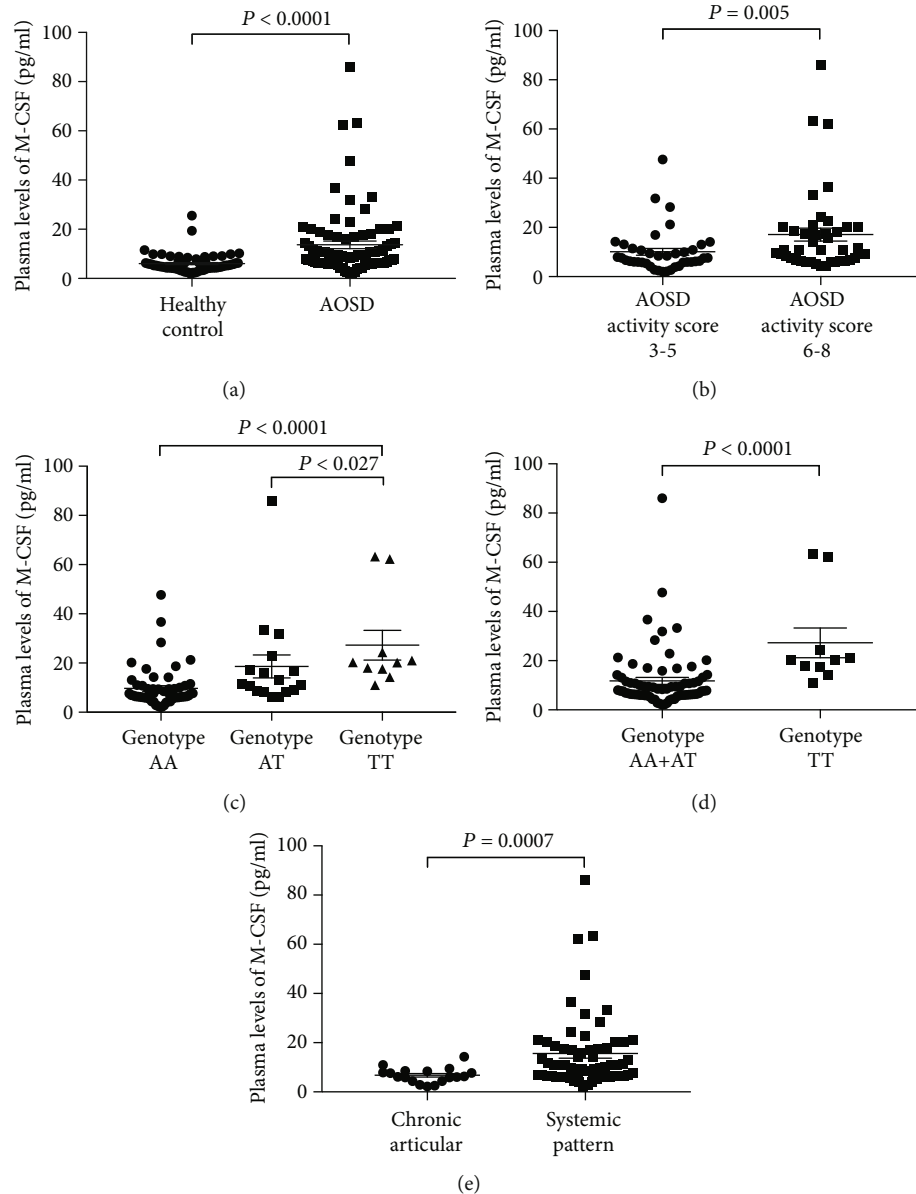 P < 0.0001
Plasma levels of M-CSF (pg/ml)
100
80
60
40
20
0
Healthy
control
AOSD
(a)
P = 0.005
Plasma levels of M-CSF (pg/ml)
100
80
60
40
20
0
AOSD
activity score
3-5
AOSD
activity score
6-8
(b)
P < 0.0001
P < 0.027
Plasma levels of M-CSF (pg/ml)
100
80
60
40
20
0
Genotype
AA
Genotype
AT
Genotype
TT
(c)
P < 0.0001
Plasma levels of M-CSF (pg/ml)
100
80
60
40
20
0
Genotype
AA+AT
Genotype
TT
(d)
P = 0.0007
Plasma levels of M-CSF (pg/ml)
100
80
60
40
20
0
Chronic
articular
Systemic
pattern
(e)